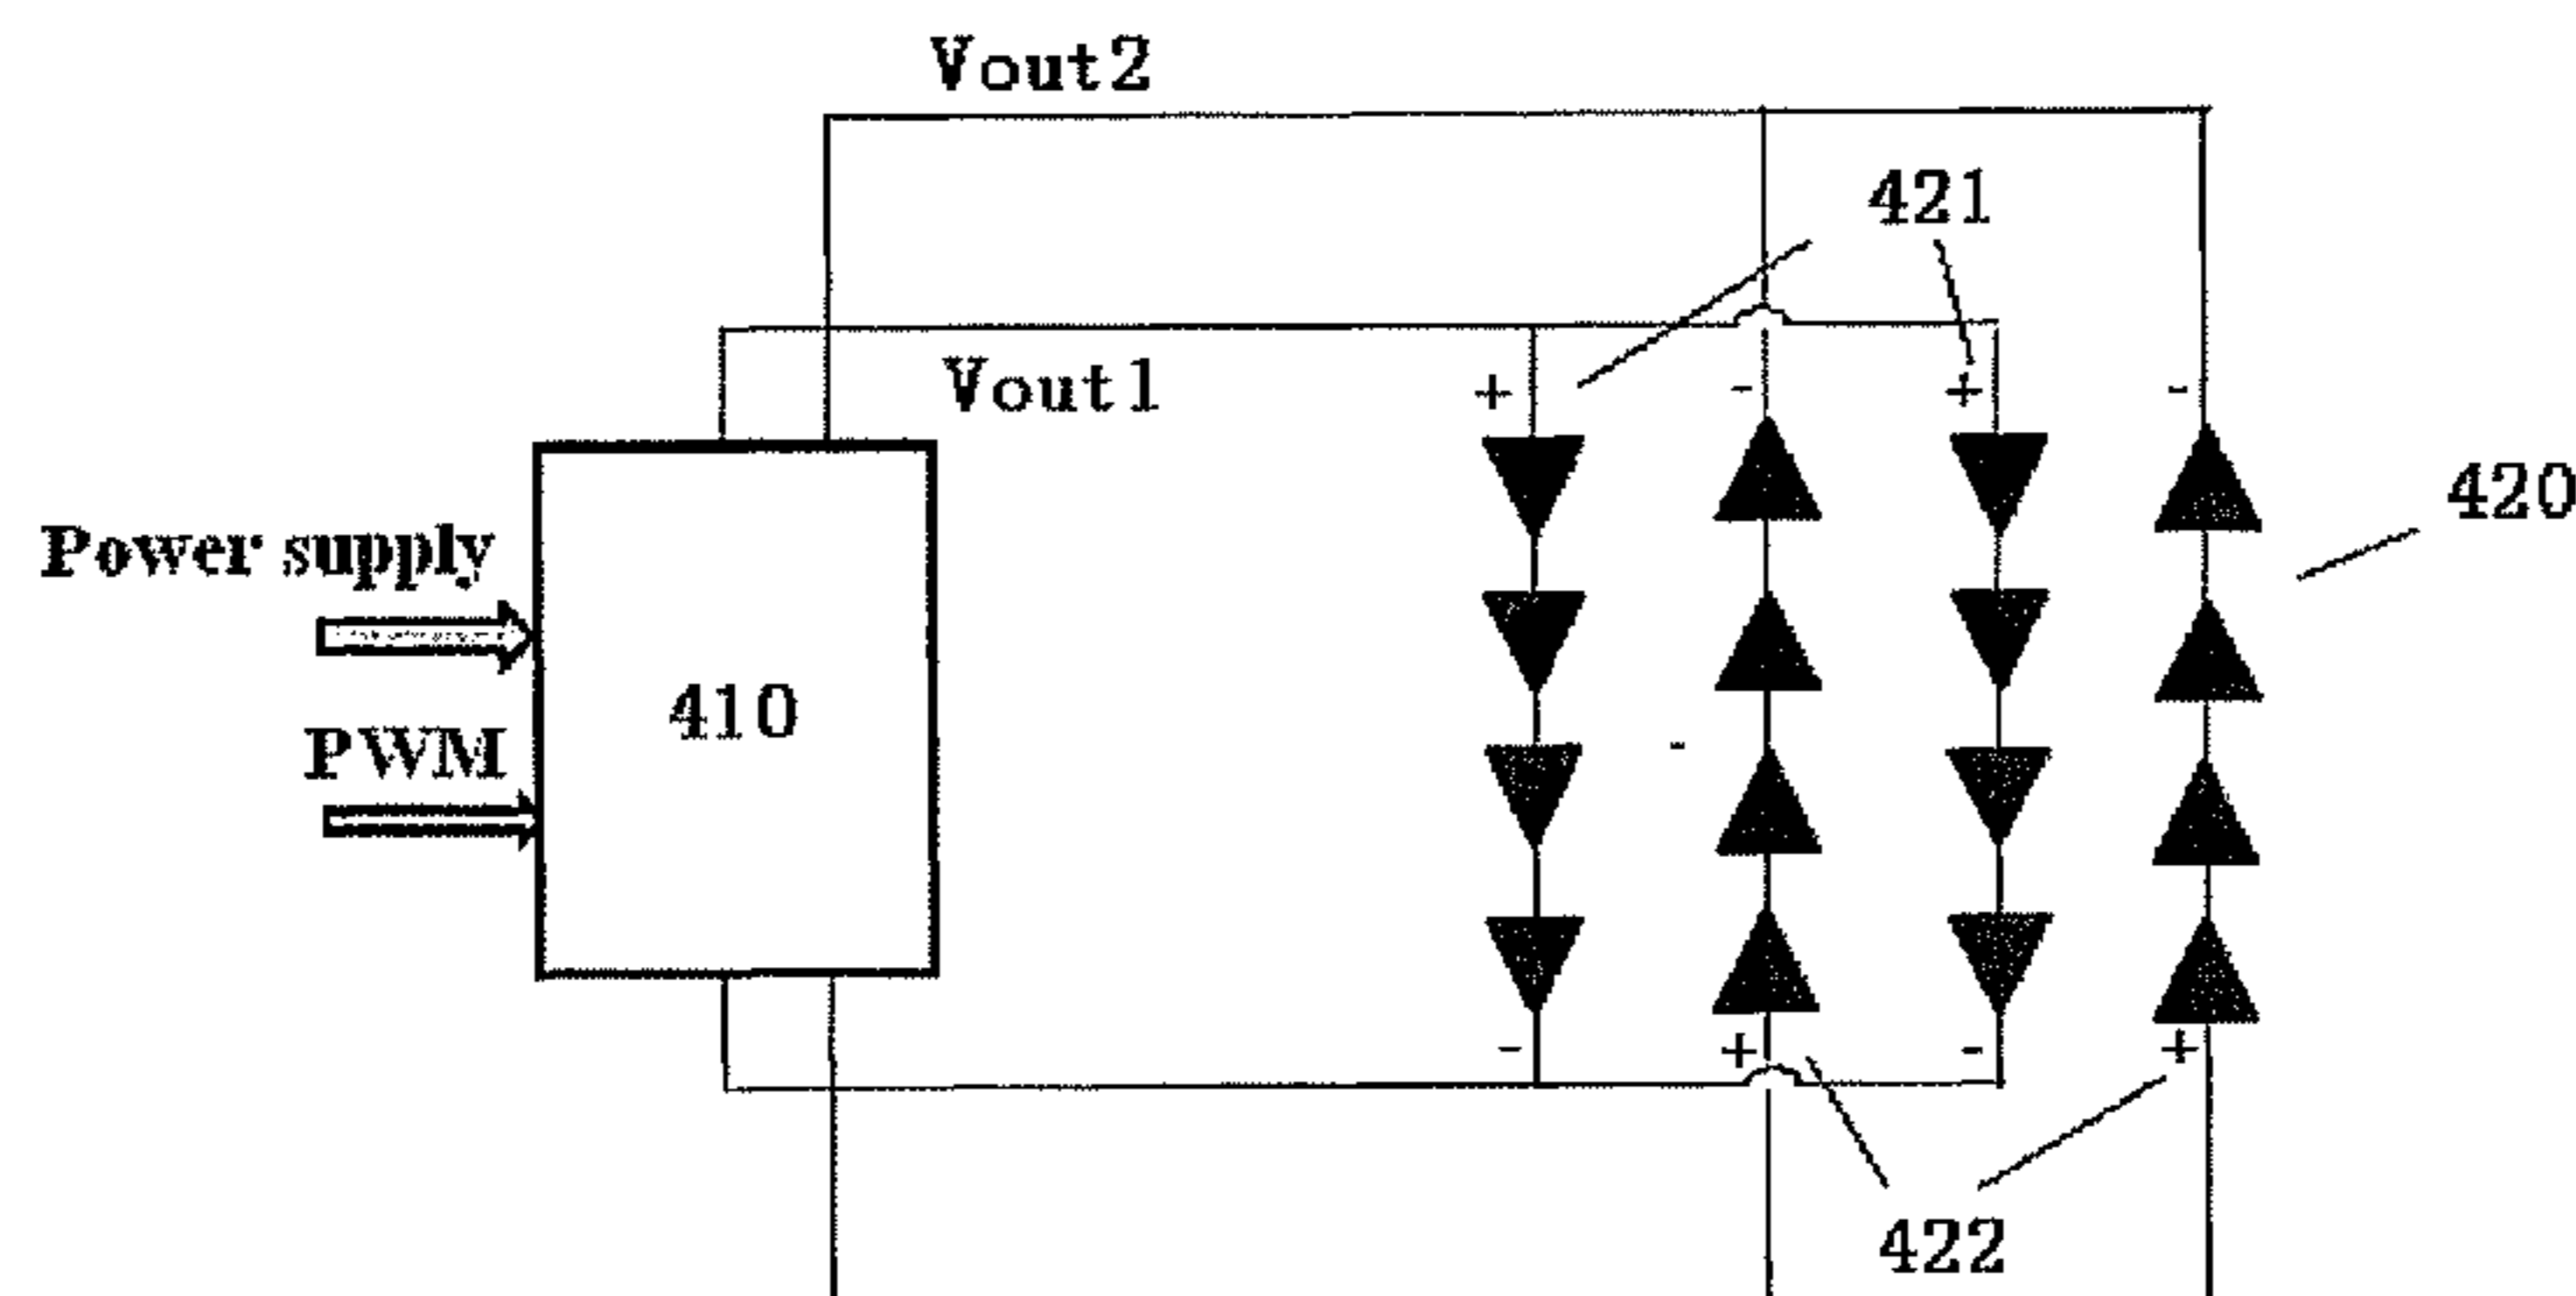 Vout2
421
Vout1
+ - + -
420
Power supply
410
PWM
-
- + - +
422